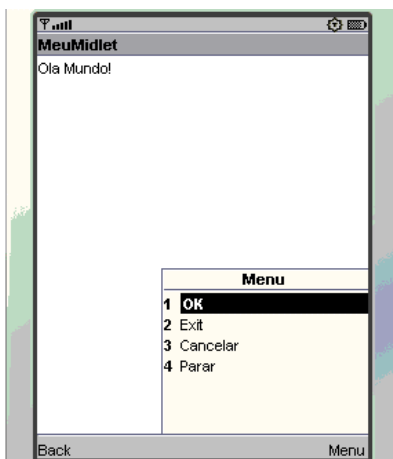 MeuMidlet
Ola Mundo!
Menu
1 OK
2 Exit
3 Cancelar
4 Parar
Back Menu